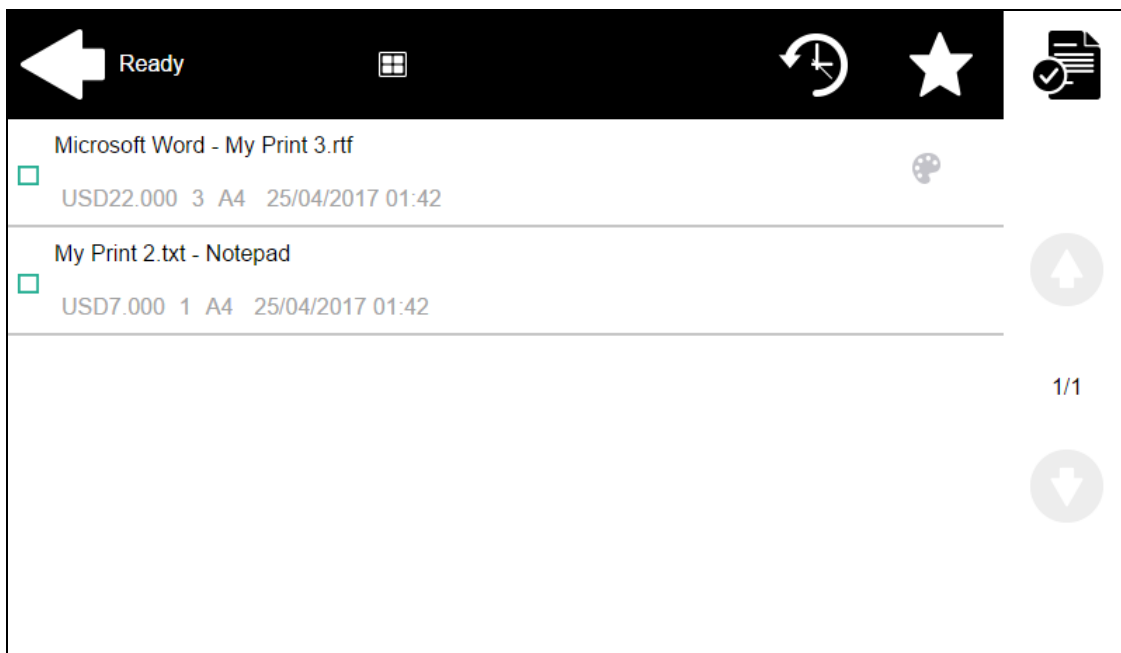 Ready
Microsoft Word - My Print 3.rtf
USD22.000 3 A4 25/04/2017 01:42
My Print 2.txt - Notepad
USD7.000 1 A4 25/04/2017 01:42
1/1